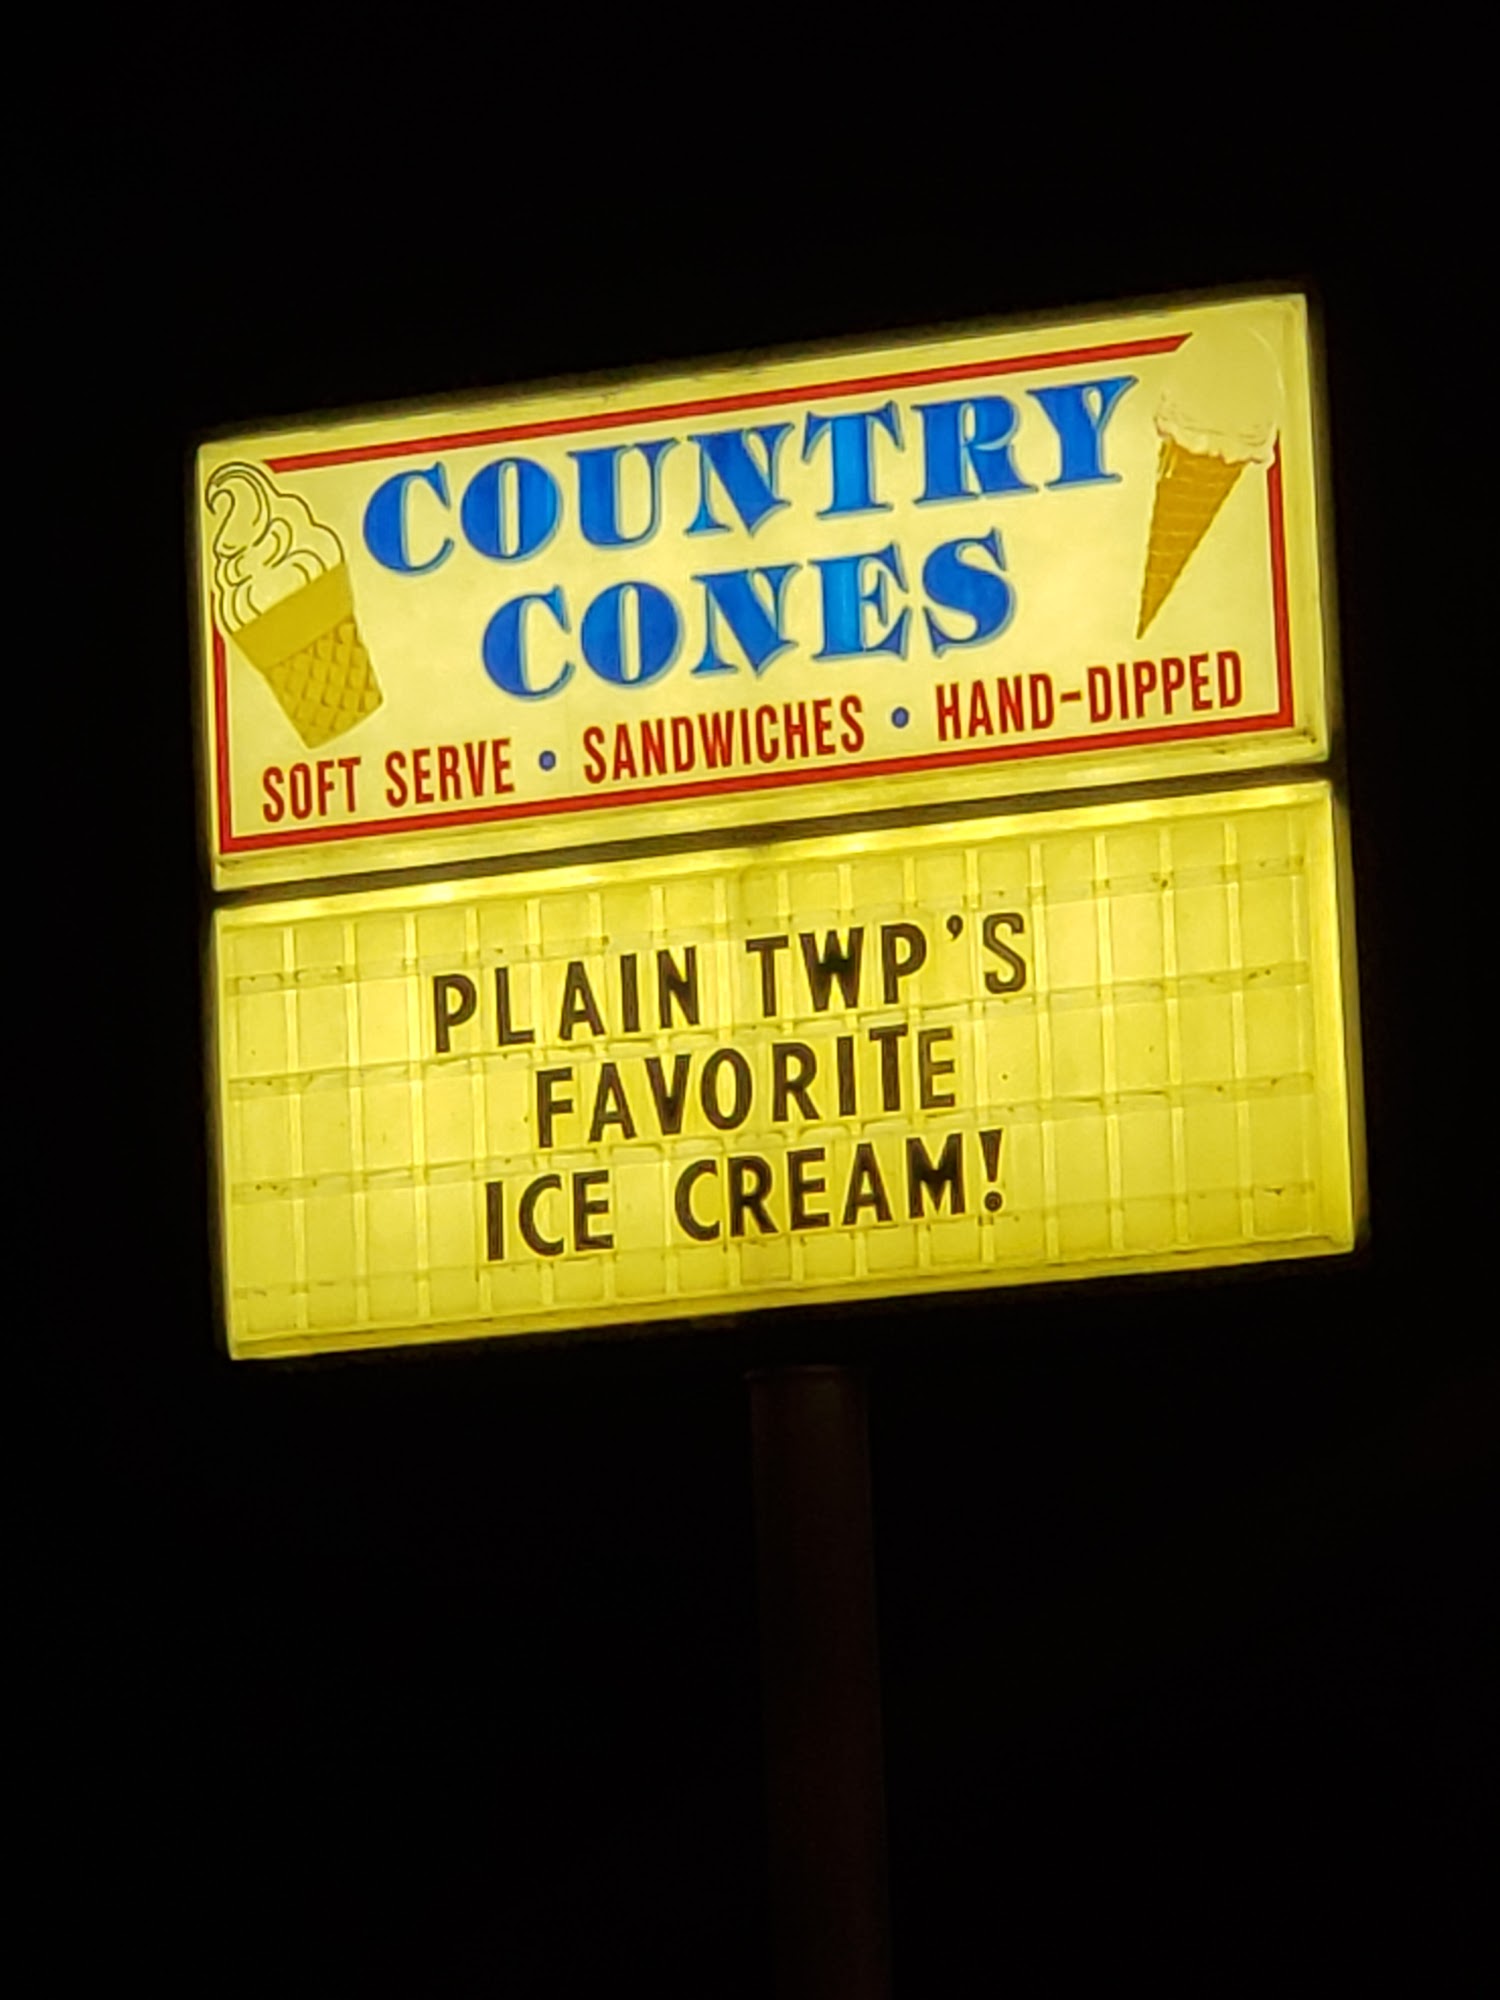 COUNTRY
CONES
SOFT SERVE • SANDWICHES • HAND-DIPPED
PLAIN TWP'S
FAVORITE
ICE CREAM!